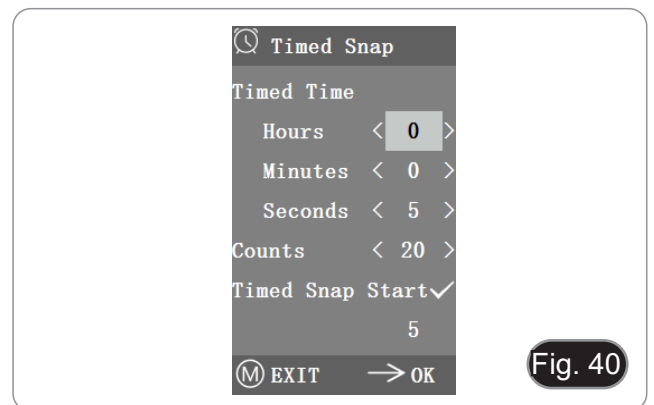 Timed Snap
Timed Time
Hours < 0 >
Minutes < 0 >
Seconds < 5 >
Counts < 20 >
Timed Snap Start✓
5
M EXIT → OK
Fig. 40